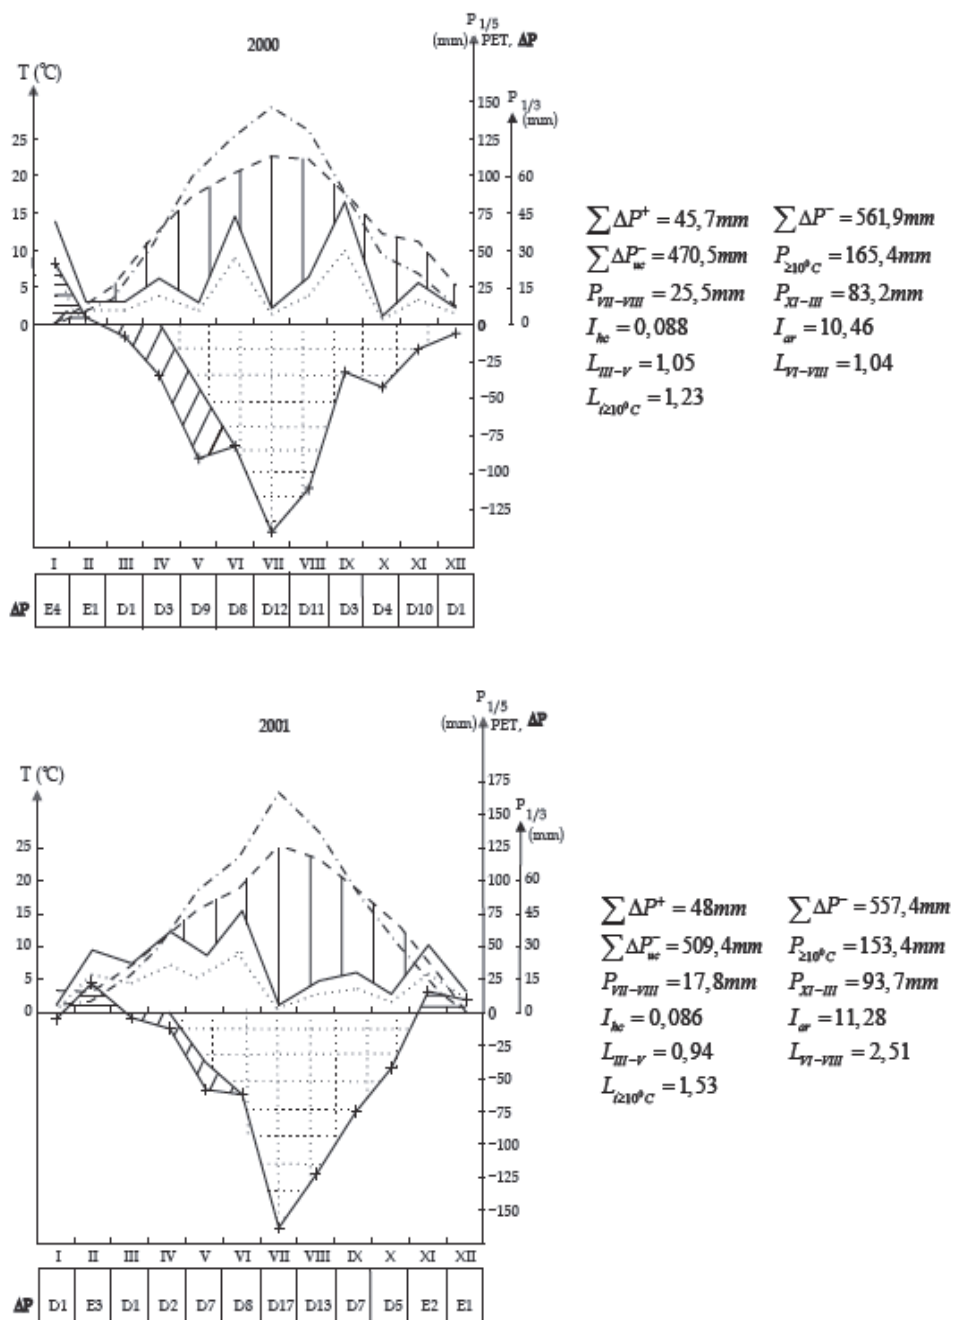 P 1/5
2000
(mm) PET, ΔP
T (°C)
150 P 1/3
(mm)
25 125
20 100 60
15 75 45
10 50 30
5 25 15
0 0 0
−25
−50
−75
−100
−125
I II III IV V VI VII VIII IX X XI XII
ΔP E4 E1 D1 D3 D9 D8 D12 D11 D3 D4 D10 D1
∑ΔP⁺ = 45,7mm ∑ΔP⁻ = 561,9mm
∑ΔP⁻uc = 470,5mm P≥10⁰C = 165,4mm
PVII−VIII = 25,5mm PXI−III = 83,2mm
Ihc = 0,088 Iar = 10,46
LIII−V = 1,05 LVI−VIII = 1,04
Lt≥10⁰C = 1,23
P 1/5
2001
(mm) PET, ΔP
T (°C)
175
150 P 1/3
(mm)
25 125
20 100 60
15 75 45
10 50 30
5 25 15
0 0 0
−25
−50
−75
−100
−125
−150
I II III IV V VI VII VIII IX X XI XII
ΔP D1 E3 D1 D2 D7 D8 D17 D13 D7 D5 E2 E1
∑ΔP⁺ = 48mm ∑ΔP⁻ = 557,4mm
∑ΔP⁻uc = 509,4mm P≥10⁰C = 153,4mm
PVII−VIII = 17,8mm PXI−III = 93,7mm
Ihc = 0,086 Iar = 11,28
LIII−V = 0,94 LVI−VIII = 2,51
Lt≥10⁰C = 1,53